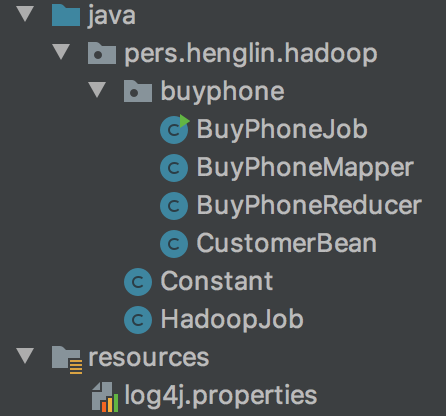 java
pers.henglin.hadoop
buyphone
BuyPhoneJob
BuyPhoneMapper
BuyPhoneReducer
CustomerBean
Constant
HadoopJob
resources
log4j.properties